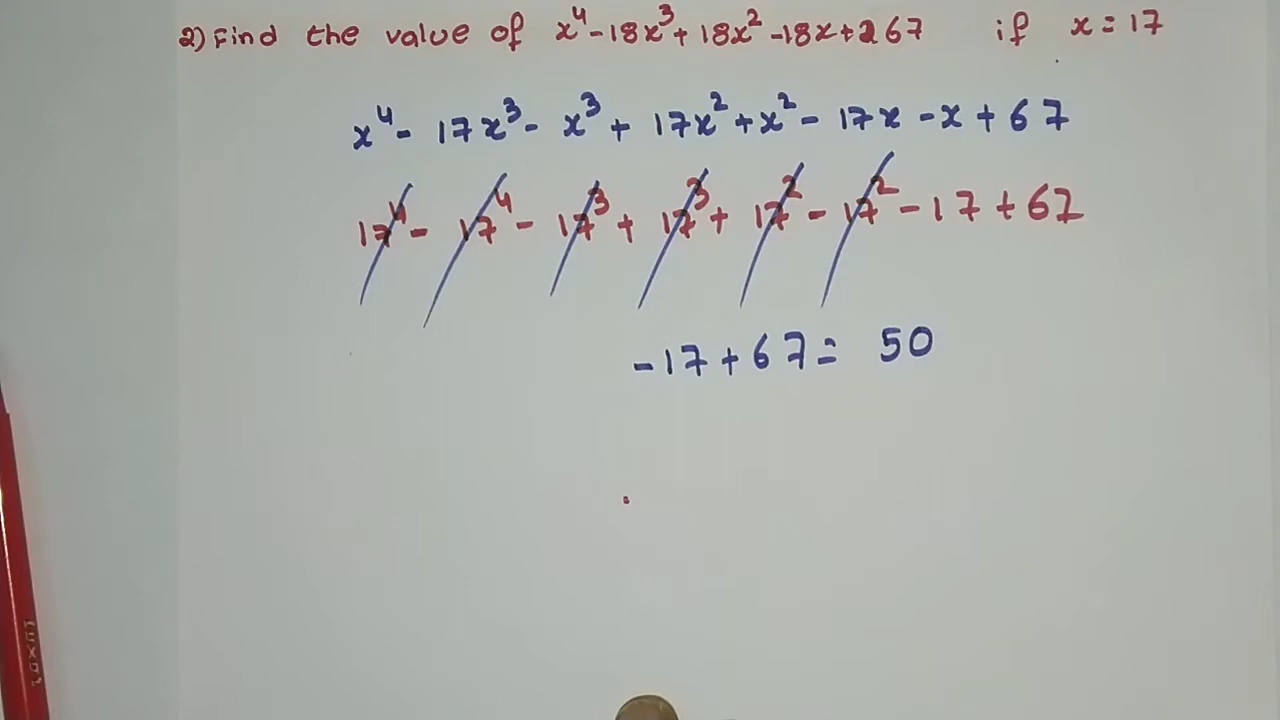 2) Find the value of x⁴-18x³+18x²-18x+267 if x=17
x⁴- 17x³- x³+ 17x²+x²- 17x -x+67
17⁴- 17⁴- 17³+ 17³+ 17²- 17²-17+67
-17+67= 50